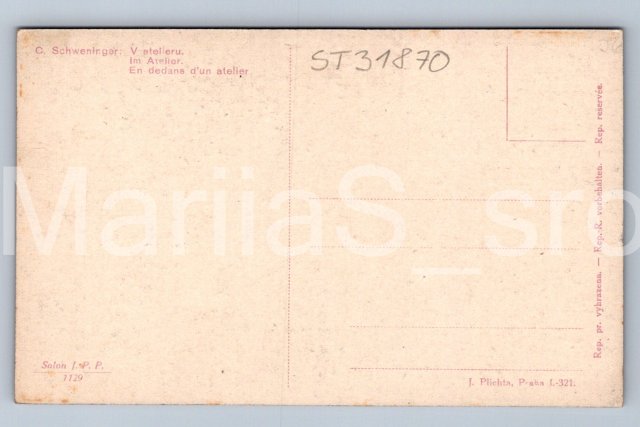 C. Schweninger: V atelieru.
Im Atelier.
En dedans d'un atelier
ST31870
Rep. pr. vyhrazena. — Rep. R. vorbehalten. — Rep. reservée.
MariiaS_sro
Salon J. P. P.
1129
J. Plichta, Praha I.-321.